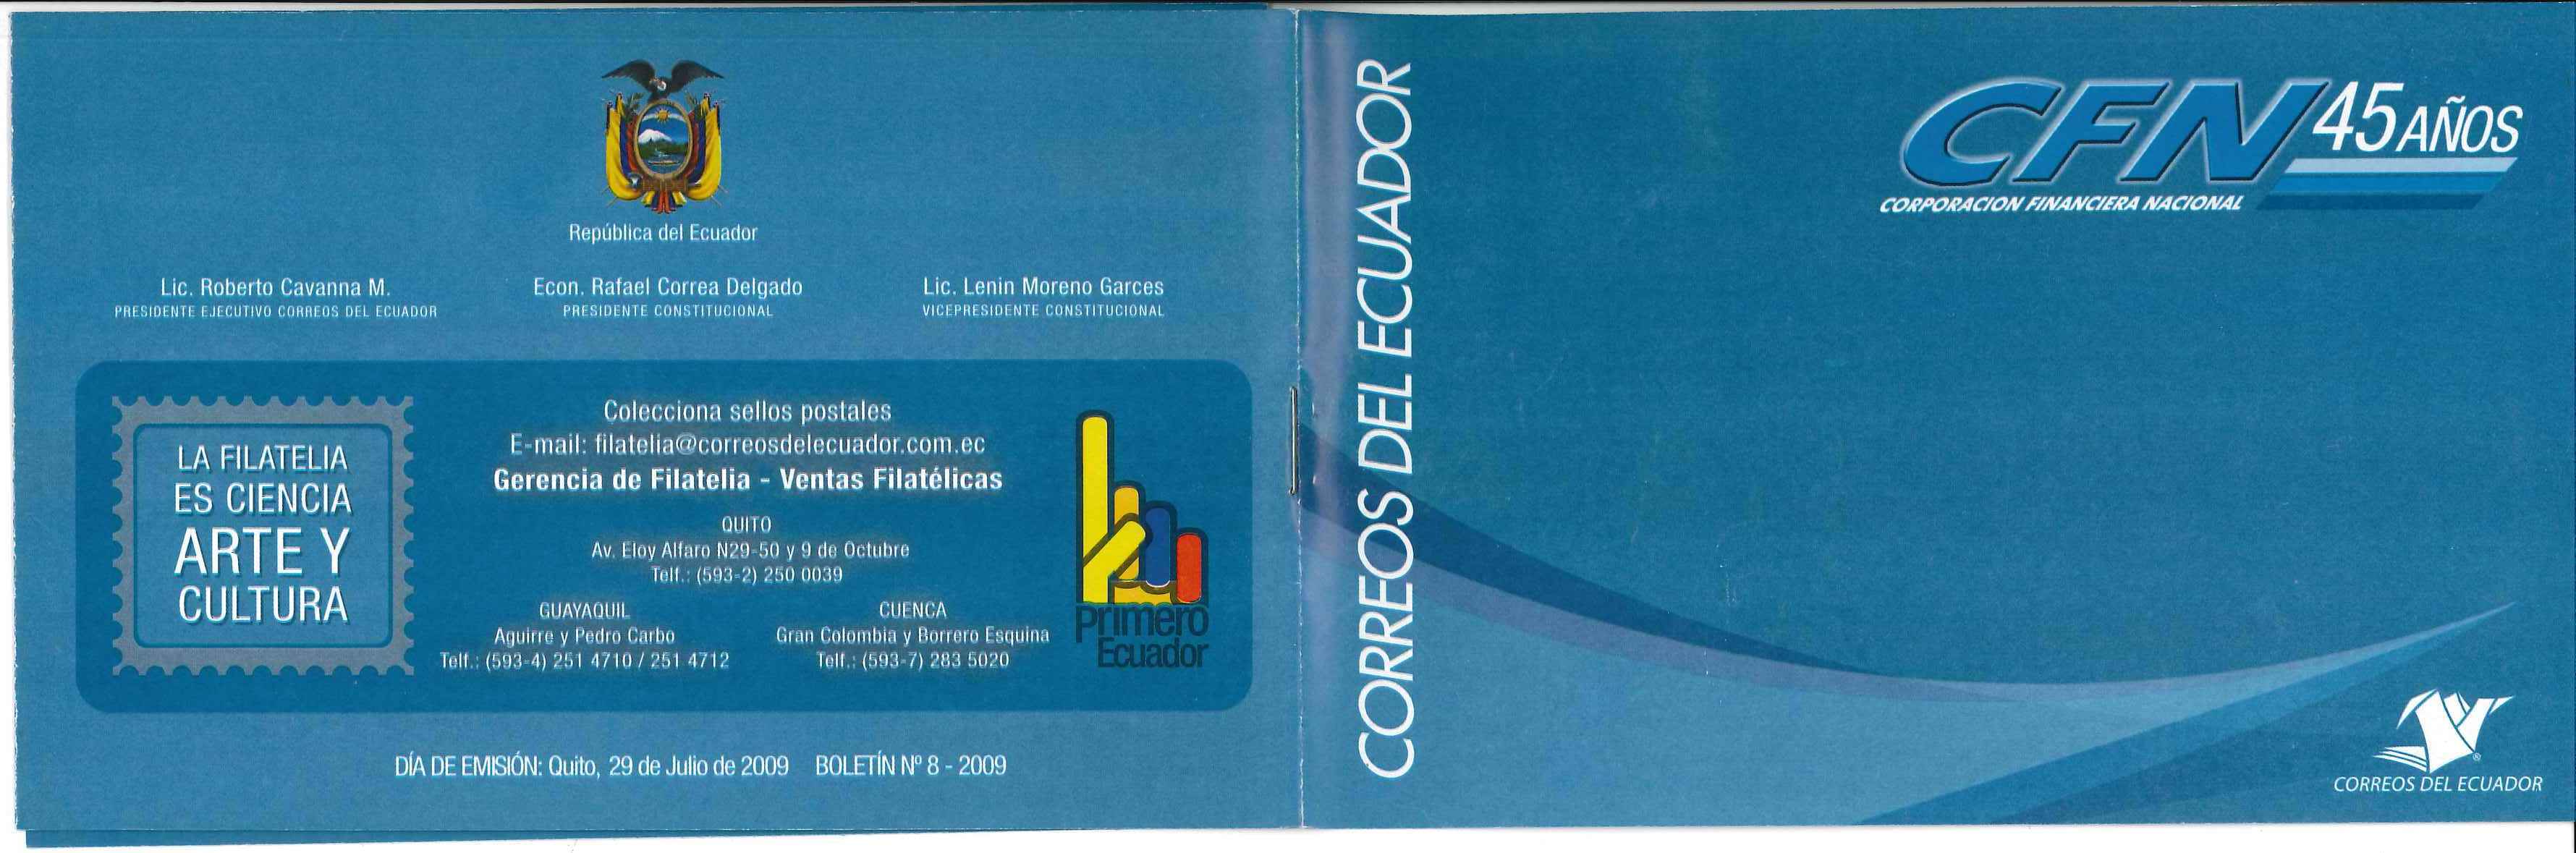 República del Ecuador
Lic. Roberto Cavanna M.
PRESIDENTE EJECUTIVO CORREOS DEL ECUADOR
Econ. Rafael Correa Delgado
PRESIDENTE CONSTITUCIONAL
Lic. Lenin Moreno Garces
VICEPRESIDENTE CONSTITUCIONAL
LA FILATELIA
ES CIENCIA
ARTE Y
CULTURA
Colecciona sellos postales
E-mail: filatelia@correosdelecuador.com.ec
Gerencia de Filatelia - Ventas Filatélicas
QUITO
Av. Eloy Alfaro N29-50 y 9 de Octubre
Telf.: (593-2) 250 0039
GUAYAQUIL
Aguirre y Pedro Carbo
Telf.: (593-4) 251 4710 / 251 4712
CUENCA
Gran Colombia y Borrero Esquina
Telf.: (593-7) 283 5020
Primero
Ecuador
DÍA DE EMISIÓN: Quito, 29 de Julio de 2009 BOLETÍN Nº 8 - 2009
CORREOS DEL ECUADOR
CFN 45 AÑOS
CORPORACION FINANCIERA NACIONAL
CORREOS DEL ECUADOR